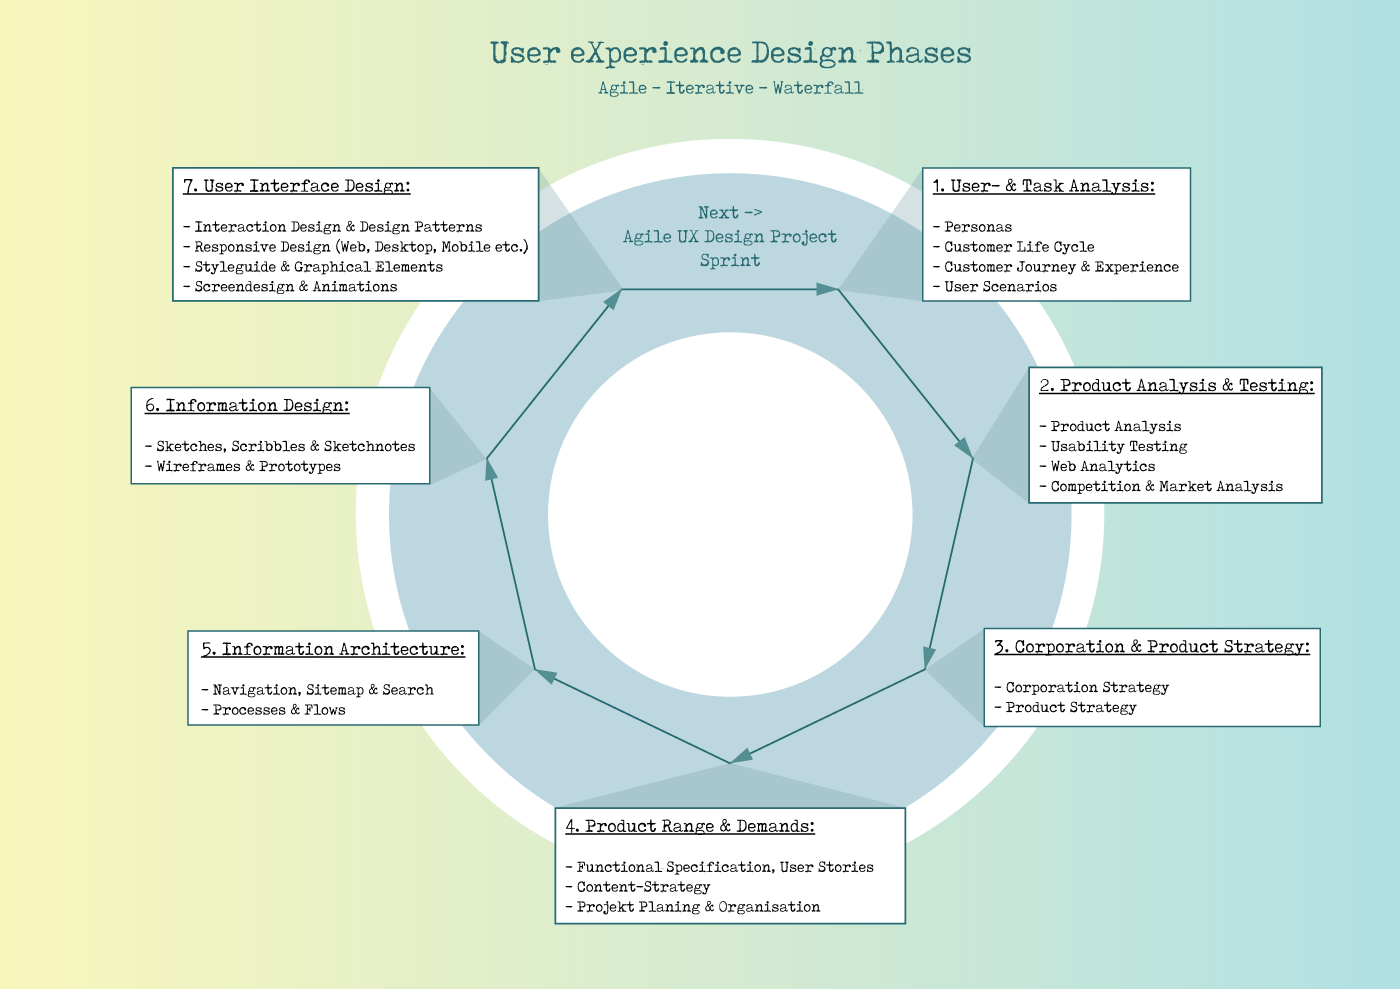 User eXperience Design Phases
Agile - Iterative - Waterfall
Next ->
Agile UX Design Project
Sprint
1. User- & Task Analysis:
- Personas
- Customer Life Cycle
- Customer Journey & Experience
- User Scenarios
2. Product Analysis & Testing:
- Product Analysis
- Usability Testing
- Web Analytics
- Competition & Market Analysis
3. Corporation & Product Strategy:
- Corporation Strategy
- Product Strategy
4. Product Range & Demands:
- Functional Specification, User Stories
- Content-Strategy
- Projekt Planing & Organisation
5. Information Architecture:
- Navigation, Sitemap & Search
- Processes & Flows
6. Information Design:
- Sketches, Scribbles & Sketchnotes
- Wireframes & Prototypes
7. User Interface Design:
- Interaction Design & Design Patterns
- Responsive Design (Web, Desktop, Mobile etc.)
- Styleguide & Graphical Elements
- Screendesign & Animations